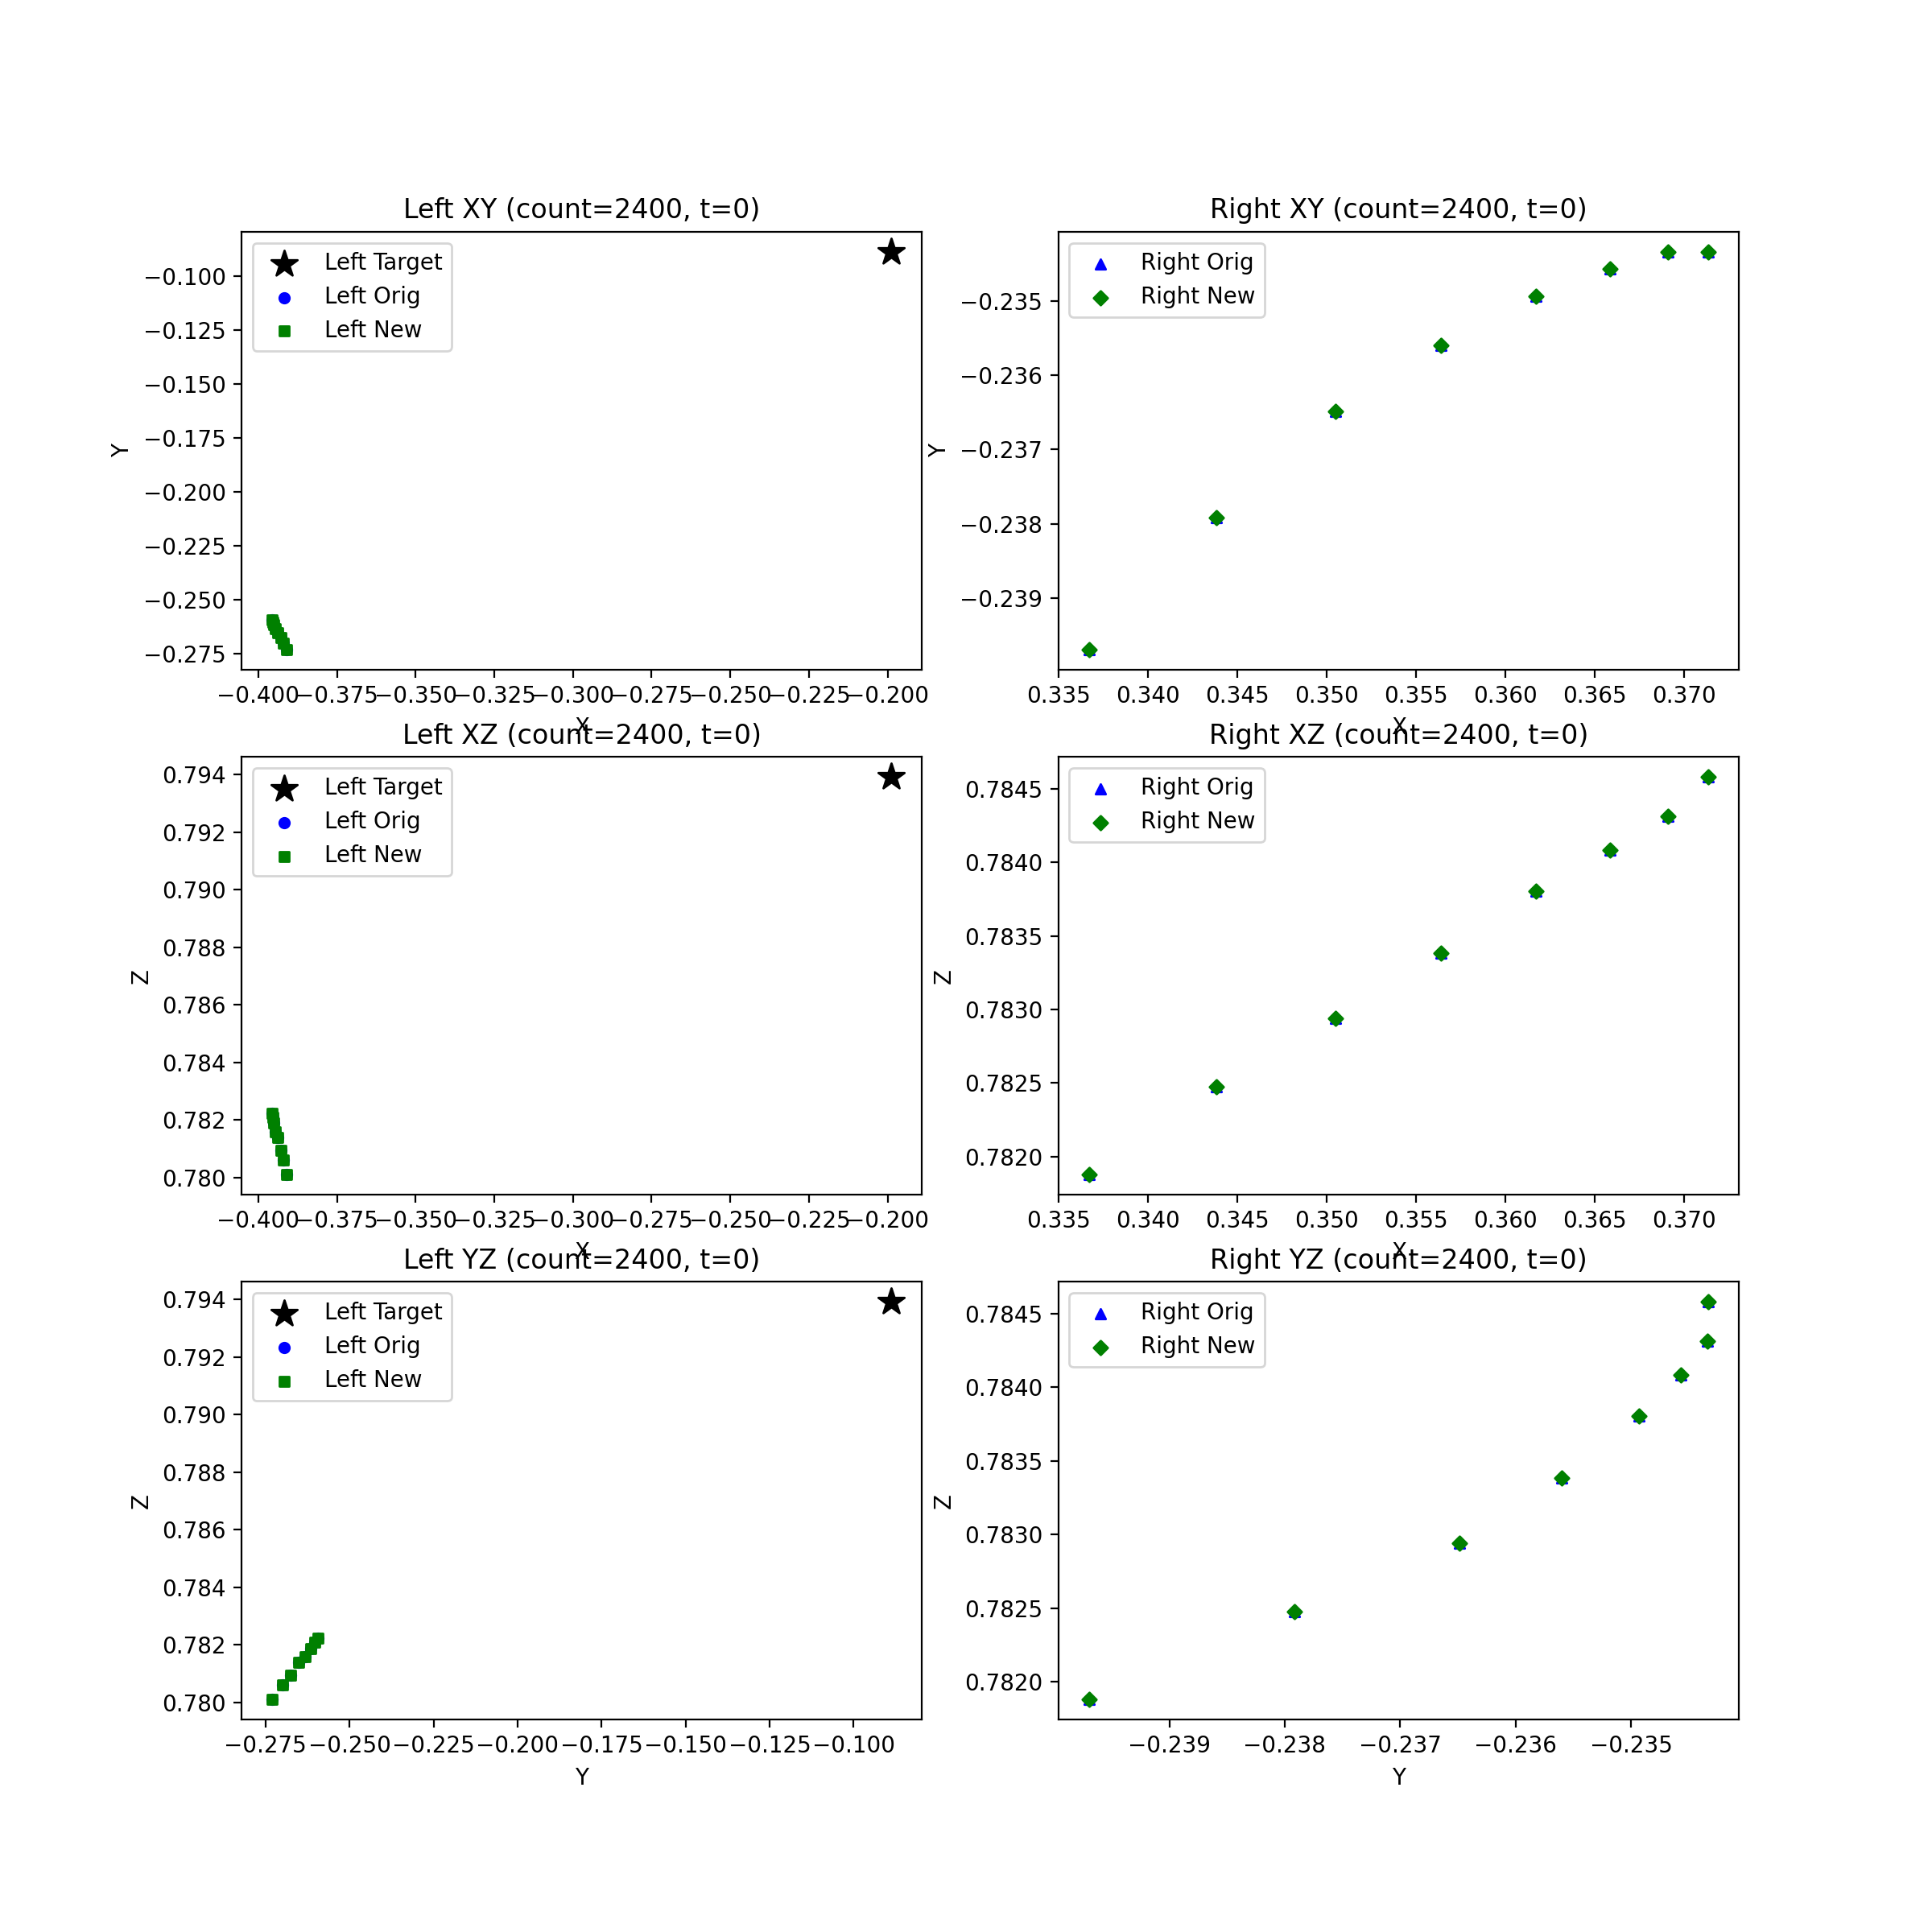 Left XY (count=2400, t=0)
Left Target
Left Orig
Left New
Y
−0.100
−0.125
−0.150
−0.175
−0.200
−0.225
−0.250
−0.275
−0.400 −0.375 −0.350 −0.325 −0.300 −0.275 −0.250 −0.225 −0.200
X
Right XY (count=2400, t=0)
Right Orig
Right New
Y
−0.235
−0.236
−0.237
−0.238
−0.239
0.335 0.340 0.345 0.350 0.355 0.360 0.365 0.370
X
Left XZ (count=2400, t=0)
Left Target
Left Orig
Left New
Z
0.794
0.792
0.790
0.788
0.786
0.784
0.782
0.780
−0.400 −0.375 −0.350 −0.325 −0.300 −0.275 −0.250 −0.225 −0.200
X
Right XZ (count=2400, t=0)
Right Orig
Right New
Z
0.7845
0.7840
0.7835
0.7830
0.7825
0.7820
0.335 0.340 0.345 0.350 0.355 0.360 0.365 0.370
X
Left YZ (count=2400, t=0)
Left Target
Left Orig
Left New
Z
0.794
0.792
0.790
0.788
0.786
0.784
0.782
0.780
−0.275 −0.250 −0.225 −0.200 −0.175 −0.150 −0.125 −0.100
Y
Right YZ (count=2400, t=0)
Right Orig
Right New
Z
0.7845
0.7840
0.7835
0.7830
0.7825
0.7820
−0.239 −0.238 −0.237 −0.236 −0.235
Y